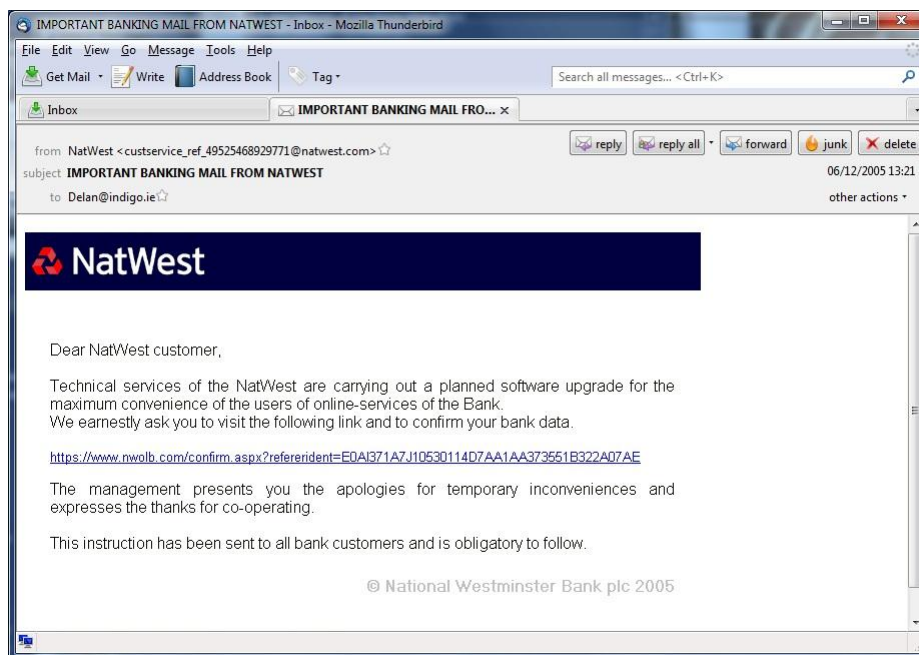 IMPORTANT BANKING MAIL FROM NATWEST - Inbox - Mozilla Thunderbird
File Edit View Go Message Tools Help
Get Mail Write Address Book Tag Search all messages... <Ctrl+K>
Inbox IMPORTANT BANKING MAIL FRO...
from NatWest <custservice_ref_49525468929771@natwest.com> reply reply all forward junk delete
subject IMPORTANT BANKING MAIL FROM NATWEST 06/12/2005 13:21
to Delan@indigo.ie other actions
NatWest
Dear NatWest customer,
Technical services of the NatWest are carrying out a planned software upgrade for the
maximum convenience of the users of online-services of the Bank.
We earnestly ask you to visit the following link and to confirm your bank data.
https://www.nwolb.com/confirm.aspx?refererident=E0AI371A7J10530114D7AA1AA373551B322A07AE
The management presents you the apologies for temporary inconveniences and
expresses the thanks for co-operating.
This instruction has been sent to all bank customers and is obligatory to follow.
© National Westminster Bank plc 2005